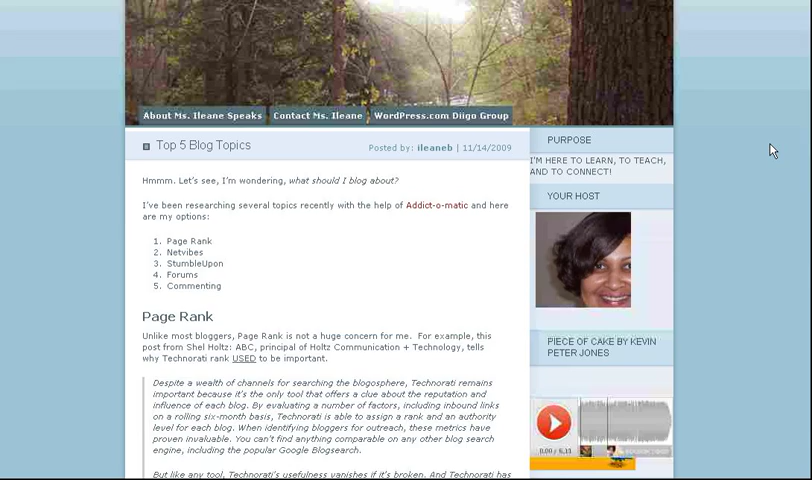 About Ms. Ileane Speaks
Contact Ms. Ileane
WordPress.com Diigo Group
Top 5 Blog Topics
Posted by: ileaneb | 11/14/2009
Hmmm. Let's see, I'm wondering, what should I blog about?
I've been researching several topics recently with the help of Addict-o-matic and here
are my options:
1. Page Rank
2. Netvibes
3. StumbleUpon
4. Forums
5. Commenting
Page Rank
Unlike most bloggers, Page Rank is not a huge concern for me. For example, this
post from Shel Holtz: ABC, principal of Holtz Communication + Technology, tells
why Technorati rank USED to be important.
Despite a wealth of channels for searching the blogosphere, Technorati remains
important because it's the only tool that offers a clue about the reputation and
influence of each blog. By evaluating a number of factors, including inbound links
on a rolling six-month basis, Technorati is able to assign a rank and an authority
level for each blog. When identifying bloggers for outreach, these metrics have
proven invaluable. You can't find anything comparable on any other blog search
engine, including the popular Google Blogsearch.
But like any tool, Technorati's usefulness vanishes if it's broken. And Technorati has
PURPOSE
I'M HERE TO LEARN, TO TEACH,
AND TO CONNECT!
YOUR HOST
PIECE OF CAKE BY KEVIN
PETER JONES